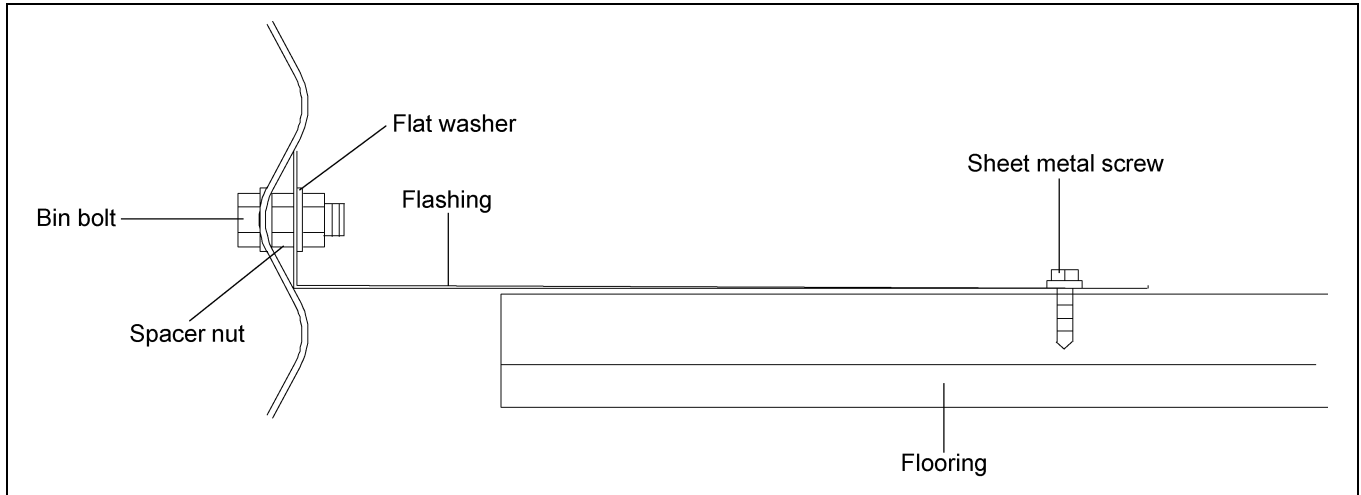 Flat washer
Sheet metal screw
Flashing
Bin bolt
Spacer nut
Flooring